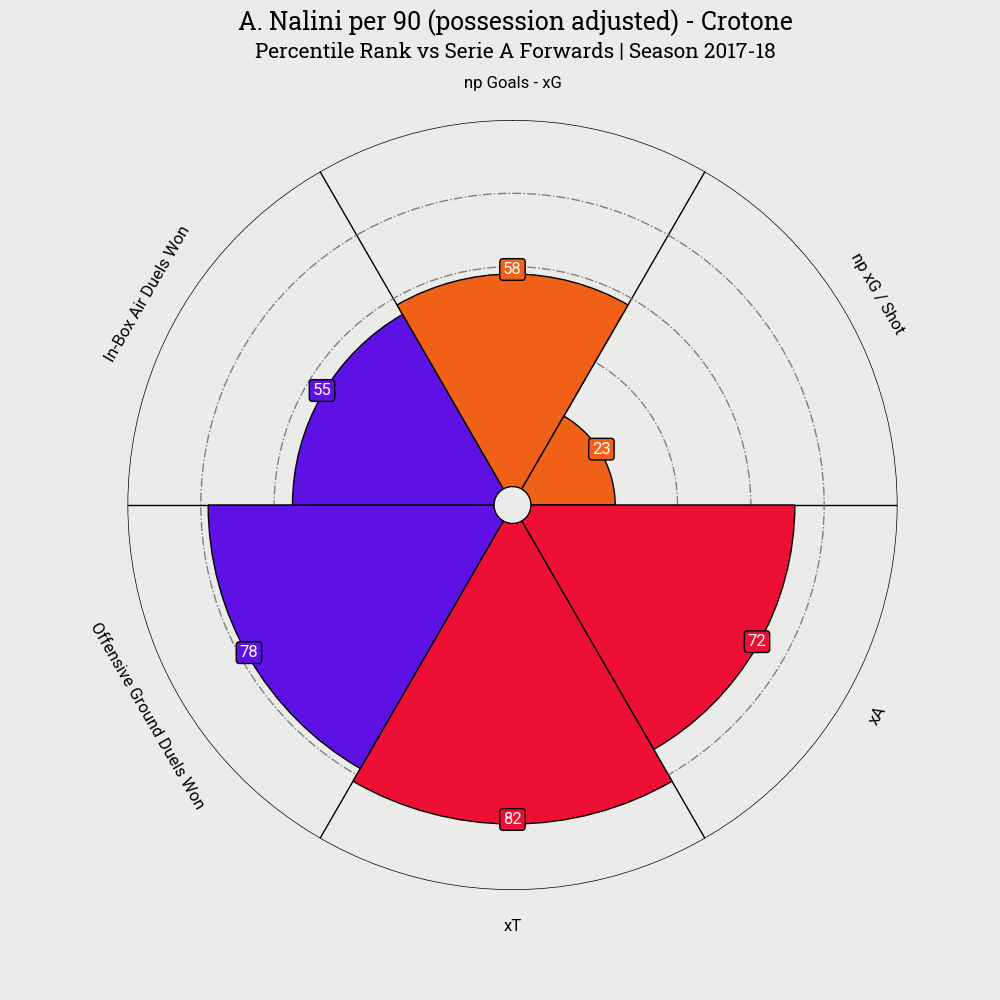 A. Nalini per 90 (possession adjusted) - Crotone
Percentile Rank vs Serie A Forwards | Season 2017-18
np Goals - xG
In-Box Air Duels Won
np xG / Shot
58
55
23
72
78
82
xA
Offensive Ground Duels Won
xT